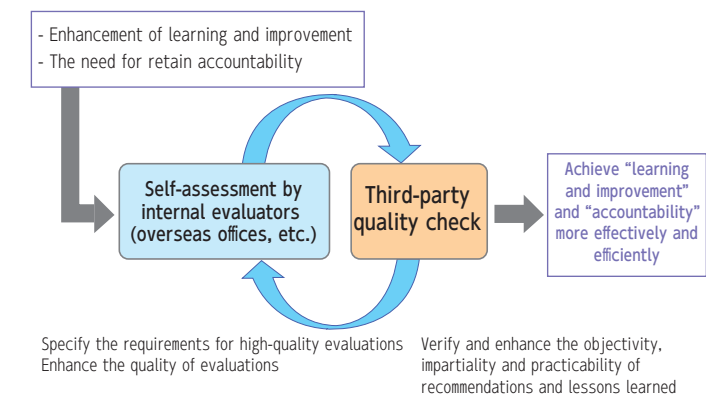 - Enhancement of learning and improvement
- The need for retain accountability
Self-assessment by
internal evaluators
(overseas offices, etc.)
Third-party
quality check
Achieve “learning
and improvement”
and “accountability”
more effectively and
efficiently
Specify the requirements for high-quality evaluations
Enhance the quality of evaluations
Verify and enhance the objectivity,
impartiality and practicability of
recommendations and lessons learned